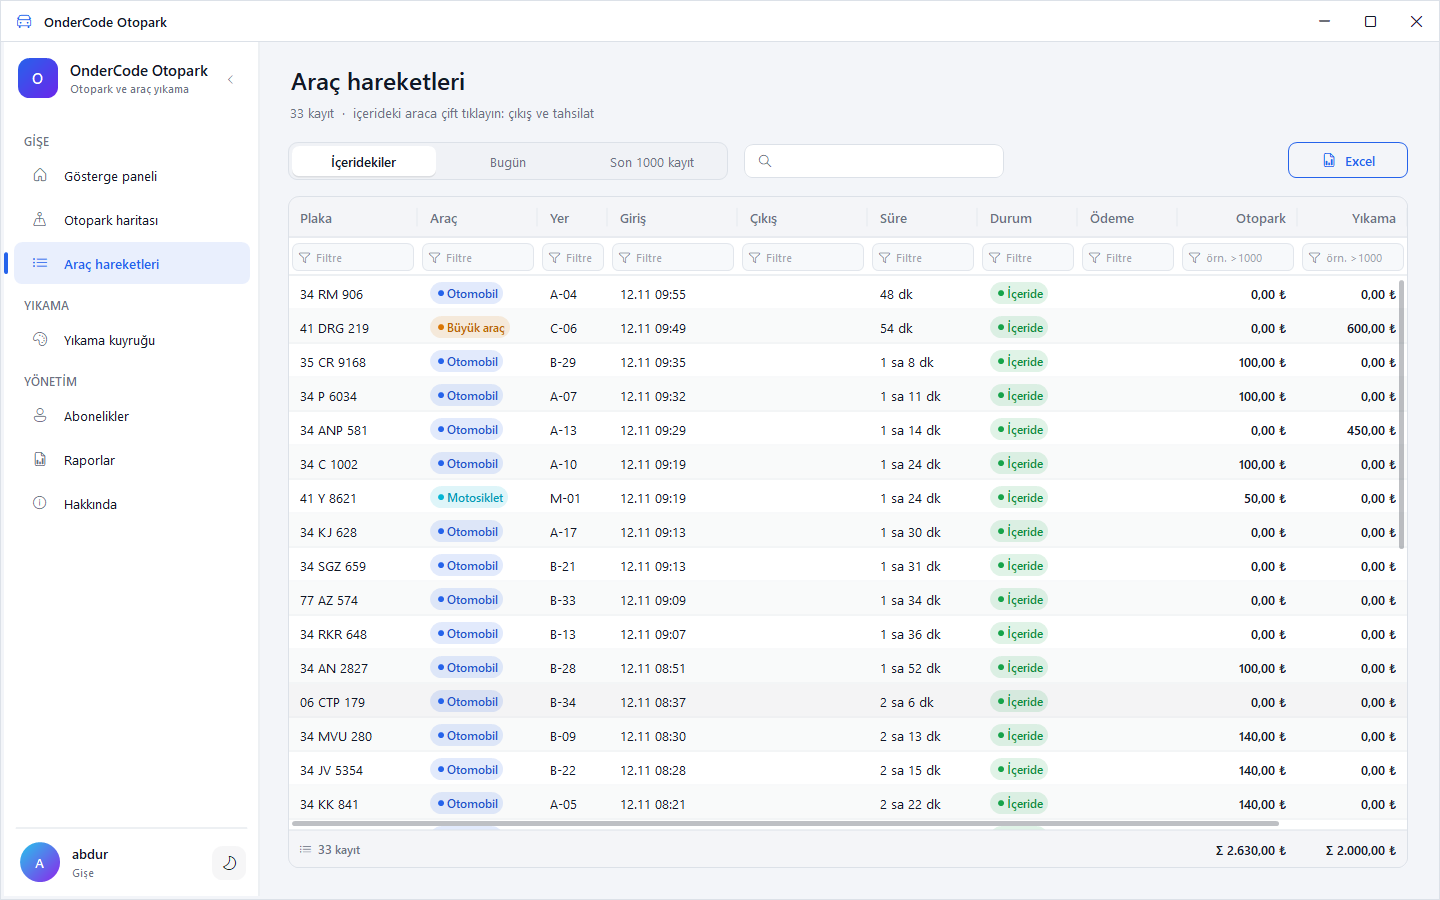 OnderCode Otopark
O
OnderCode Otopark
Otopark ve araç yıkama
GİŞE
Gösterge paneli
Otopark haritası
Araç hareketleri
YIKAMA
Yıkama kuyruğu
YÖNETİM
Abonelikler
Raporlar
Hakkında
A
abdur
Gişe
Araç hareketleri
33 kayıt · içerideki araca çift tıklayın: çıkış ve tahsilat
İçeridekiler Bugün Son 1000 kayıt
Excel
Plaka Araç Yer Giriş Çıkış Süre Durum Ödeme Otopark Yıkama
Filtre Filtre Filtre Filtre Filtre Filtre Filtre Filtre örn. >1000 örn. >1000
34 RM 906 Otomobil A-04 12.11 09:55 48 dk İçeride 0,00 ₺ 0,00 ₺
41 DRG 219 Büyük araç C-06 12.11 09:49 54 dk İçeride 0,00 ₺ 600,00 ₺
35 CR 9168 Otomobil B-29 12.11 09:35 1 sa 8 dk İçeride 100,00 ₺ 0,00 ₺
34 P 6034 Otomobil A-07 12.11 09:32 1 sa 11 dk İçeride 100,00 ₺ 0,00 ₺
34 ANP 581 Otomobil A-13 12.11 09:29 1 sa 14 dk İçeride 0,00 ₺ 450,00 ₺
34 C 1002 Otomobil A-10 12.11 09:19 1 sa 24 dk İçeride 100,00 ₺ 0,00 ₺
41 Y 8621 Motosiklet M-01 12.11 09:19 1 sa 24 dk İçeride 50,00 ₺ 0,00 ₺
34 KJ 628 Otomobil A-17 12.11 09:13 1 sa 30 dk İçeride 0,00 ₺ 0,00 ₺
34 SGZ 659 Otomobil B-21 12.11 09:13 1 sa 31 dk İçeride 0,00 ₺ 0,00 ₺
77 AZ 574 Otomobil B-33 12.11 09:09 1 sa 34 dk İçeride 0,00 ₺ 0,00 ₺
34 RKR 648 Otomobil B-13 12.11 09:07 1 sa 36 dk İçeride 0,00 ₺ 0,00 ₺
34 AN 2827 Otomobil B-28 12.11 08:51 1 sa 52 dk İçeride 100,00 ₺ 0,00 ₺
06 CTP 179 Otomobil B-34 12.11 08:37 2 sa 6 dk İçeride 0,00 ₺ 0,00 ₺
34 MVU 280 Otomobil B-09 12.11 08:30 2 sa 13 dk İçeride 140,00 ₺ 0,00 ₺
34 JV 5354 Otomobil B-22 12.11 08:28 2 sa 15 dk İçeride 140,00 ₺ 0,00 ₺
34 KK 841 Otomobil A-05 12.11 08:21 2 sa 22 dk İçeride 140,00 ₺ 0,00 ₺
33 kayıt Σ 2.630,00 ₺ Σ 2.000,00 ₺